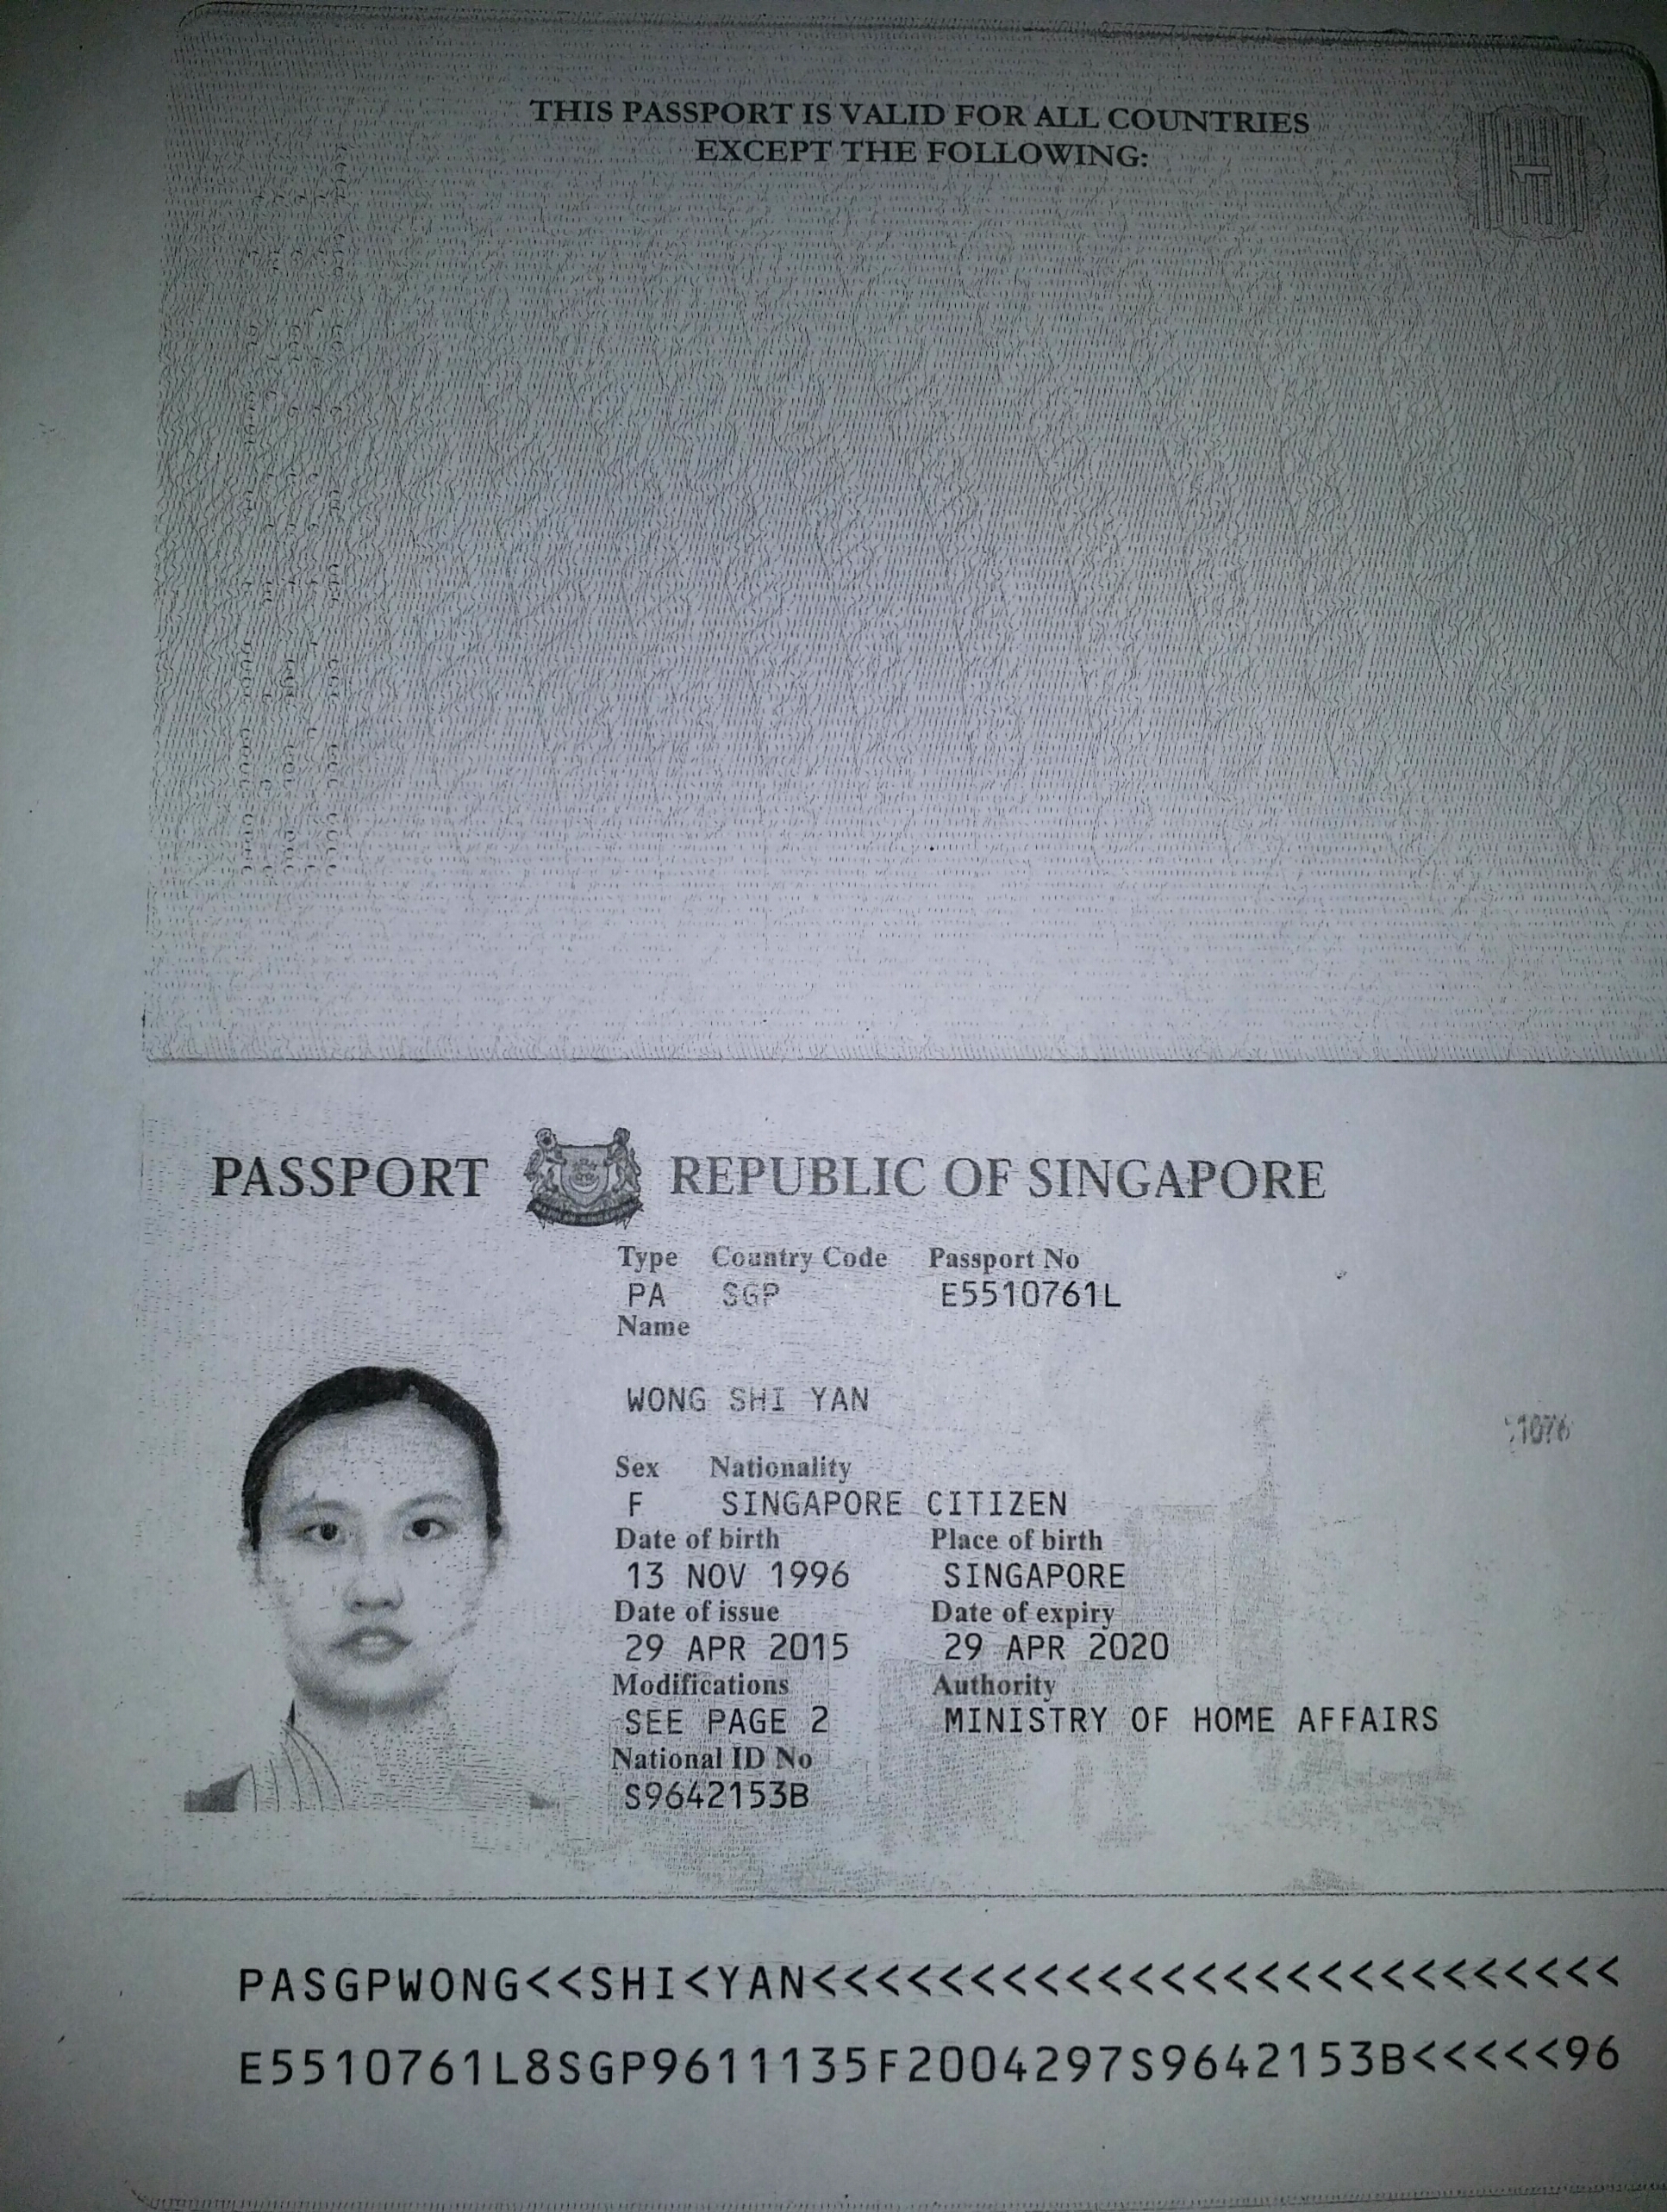 THIS PASSPORT IS VALID FOR ALL COUNTRIES
EXCEPT THE FOLLOWING:
PASSPORT REPUBLIC OF SINGAPORE
Type Country Code Passport No
PA SGP E5510761L
Name
WONG SHI YAN
Sex Nationality
F SINGAPORE CITIZEN
Date of birth Place of birth
13 NOV 1996 SINGAPORE
Date of issue Date of expiry
29 APR 2015 29 APR 2020
Modifications Authority
SEE PAGE 2 MINISTRY OF HOME AFFAIRS
National ID No
S9642153B
PASGPWONG<<SHI<YAN<<<<<<<<<<<<<<<<<<<<<<<<<<
E5510761L8SGP9611135F2004297S9642153B<<<<<96